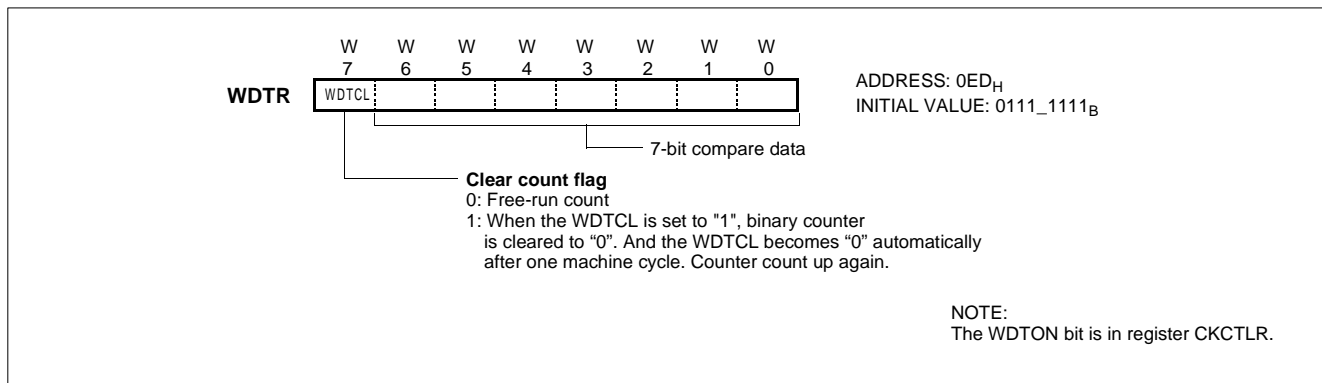 W W W W W W W W
7 6 5 4 3 2 1 0
WDTR WDTCL
ADDRESS: 0EDH
INITIAL VALUE: 0111_1111B
7-bit compare data
Clear count flag
0: Free-run count
1: When the WDTCL is set to "1", binary counter
is cleared to “0”. And the WDTCL becomes “0” automatically
after one machine cycle. Counter count up again.
NOTE:
The WDTON bit is in register CKCTLR.